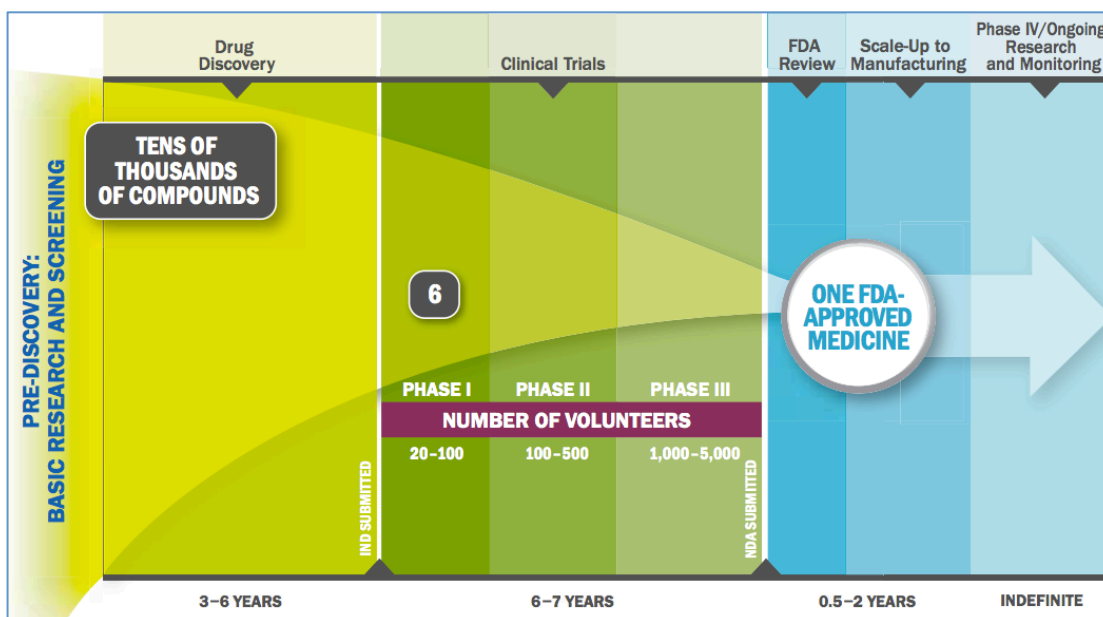 PRE-DISCOVERY:
BASIC RESEARCH AND SCREENING
Drug
Discovery
Clinical Trials
FDA
Review
Scale-Up to
Manufacturing
Phase IV/Ongoing
Research
and Monitoring
TENS OF
THOUSANDS
OF COMPOUNDS
6
ONE FDA-
APPROVED
MEDICINE
PHASE I
PHASE II
PHASE III
NUMBER OF VOLUNTEERS
20–100
100–500
1,000–5,000
IND SUBMITTED
NDA SUBMITTED
3–6 YEARS
6–7 YEARS
0.5–2 YEARS
INDEFINITE